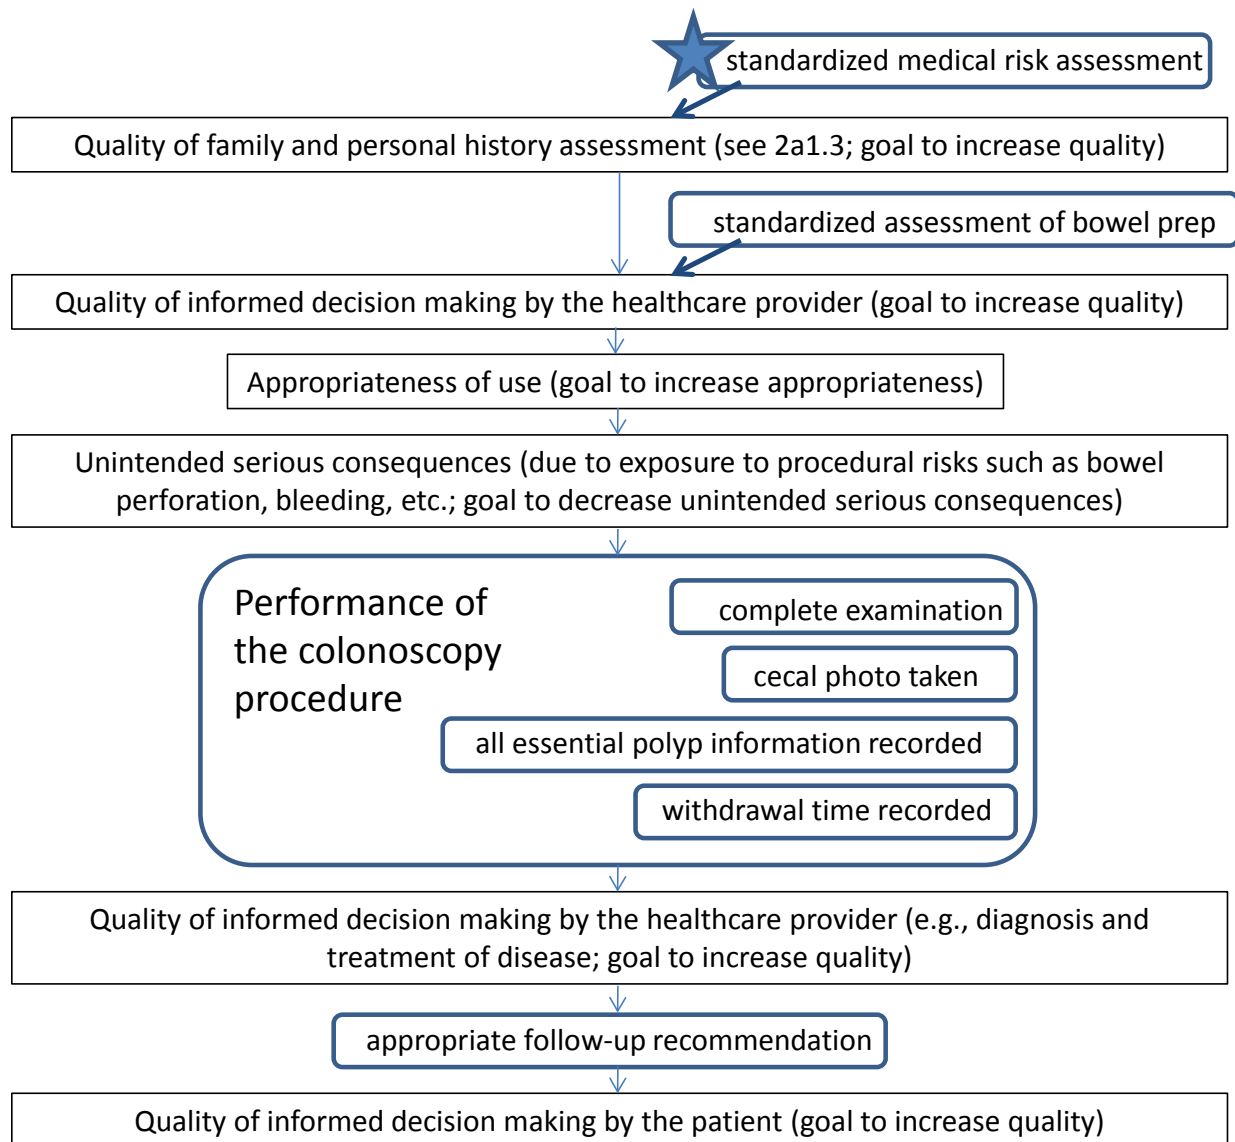 standardized medical risk assessment
Quality of family and personal history assessment (see 2a1.3; goal to increase quality)
standardized assessment of bowel prep
Quality of informed decision making by the healthcare provider (goal to increase quality)
Appropriateness of use (goal to increase appropriateness)
Unintended serious consequences (due to exposure to procedural risks such as bowel
perforation, bleeding, etc.; goal to decrease unintended serious consequences)
Performance of
the colonoscopy
procedure
complete examination
cecal photo taken
all essential polyp information recorded
withdrawal time recorded
Quality of informed decision making by the healthcare provider (e.g., diagnosis and
treatment of disease; goal to increase quality)
appropriate follow-up recommendation
Quality of informed decision making by the patient (goal to increase quality)